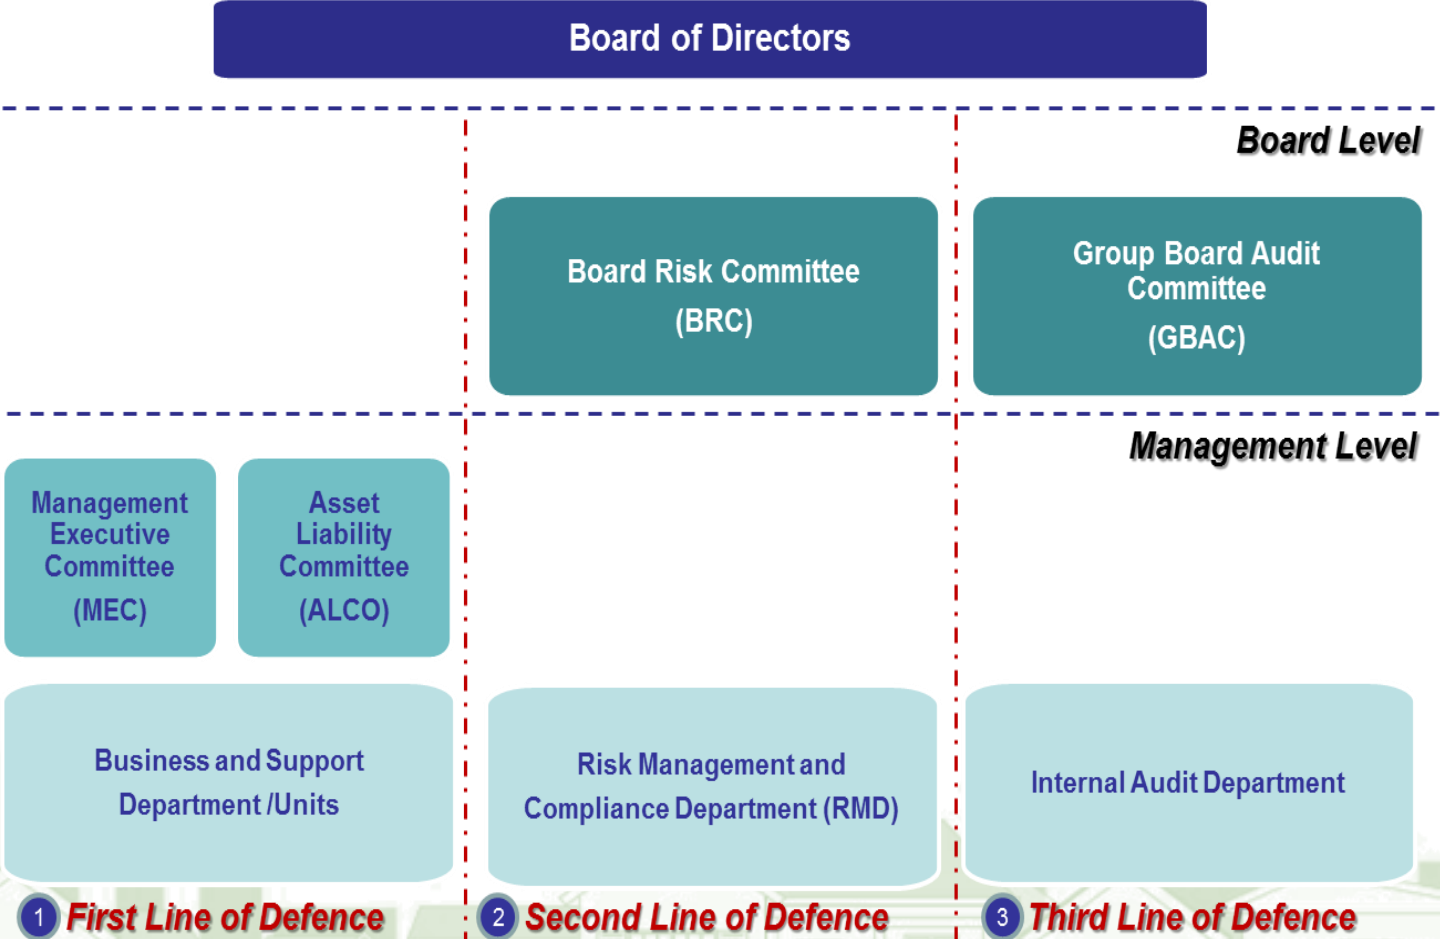 Board of Directors
Board Level
Board Risk Committee
(BRC)
Group Board Audit
Committee
(GBAC)
Management Level
Management
Executive
Committee
(MEC)
Asset
Liability
Committee
(ALCO)
Business and Support
Department /Units
Risk Management and
Compliance Department (RMD)
Internal Audit Department
1 First Line of Defence
2 Second Line of Defence
3 Third Line of Defence